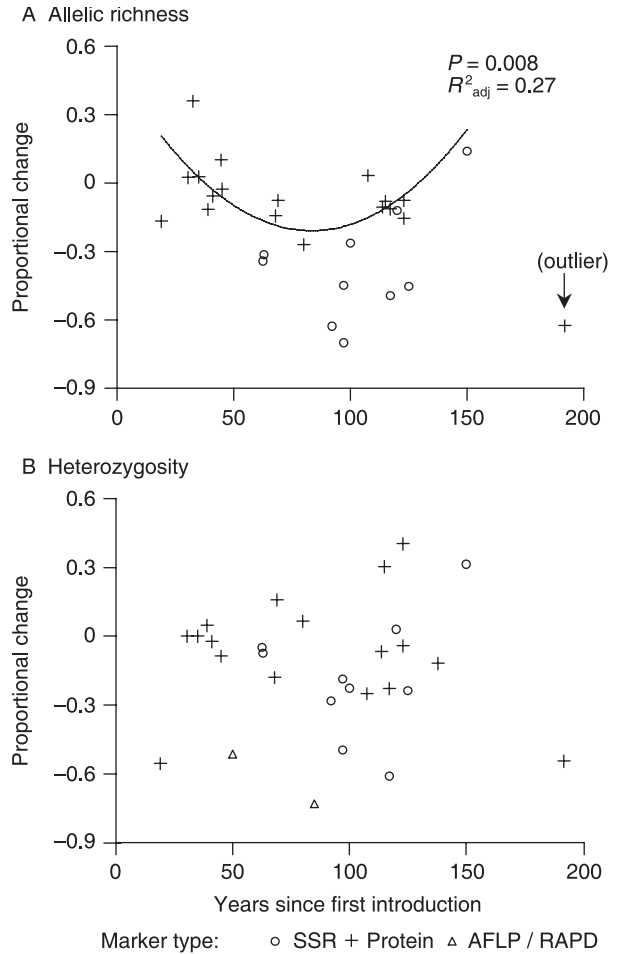 A Allelic richness
0.6
0.3
0
−0.3
−0.6
−0.9
Proportional change
P = 0.008
R²adj = 0.27
(outlier)
0 50 100 150 200
B Heterozygosity
0.6
0.3
0
−0.3
−0.6
−0.9
Proportional change
0 50 100 150 200
Years since first introduction
Marker type: ○ SSR + Protein △ AFLP / RAPD